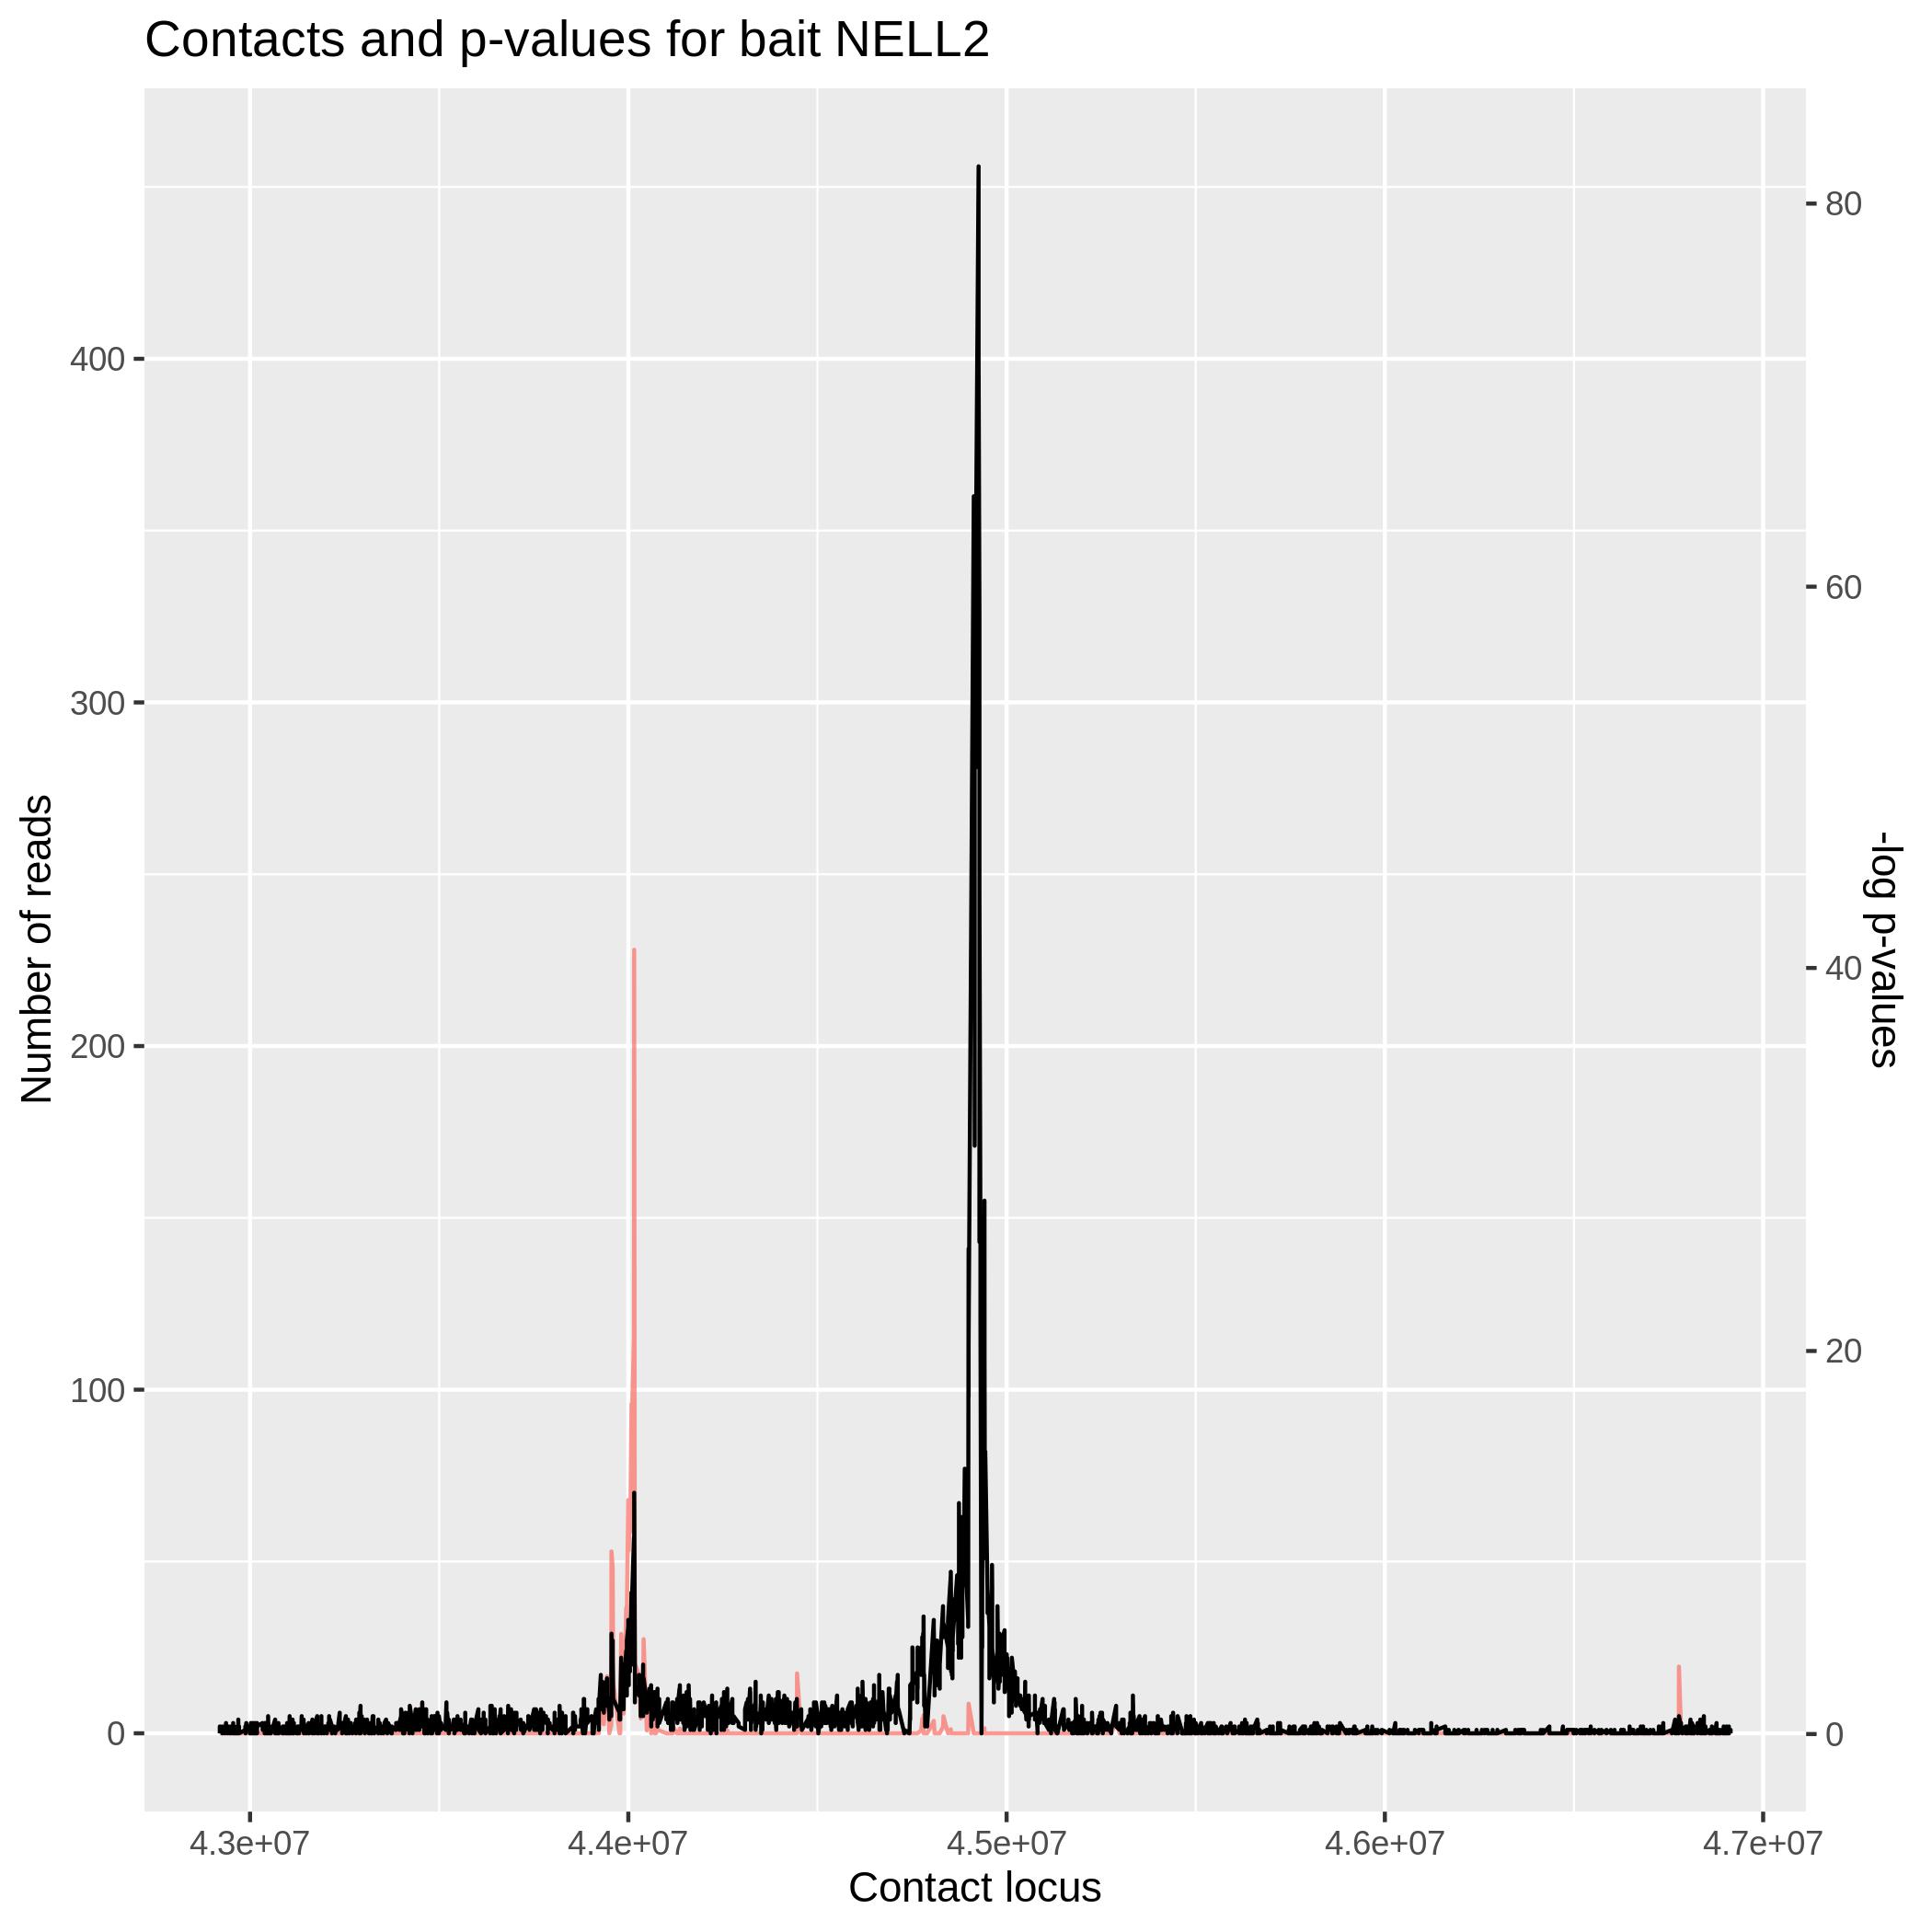 Contacts and p-values for bait NELL2
Number of reads
400
300
200
100
0
80
60
40
20
0
-log p-values
4.3e+07 4.4e+07 4.5e+07 4.6e+07 4.7e+07
Contact locus